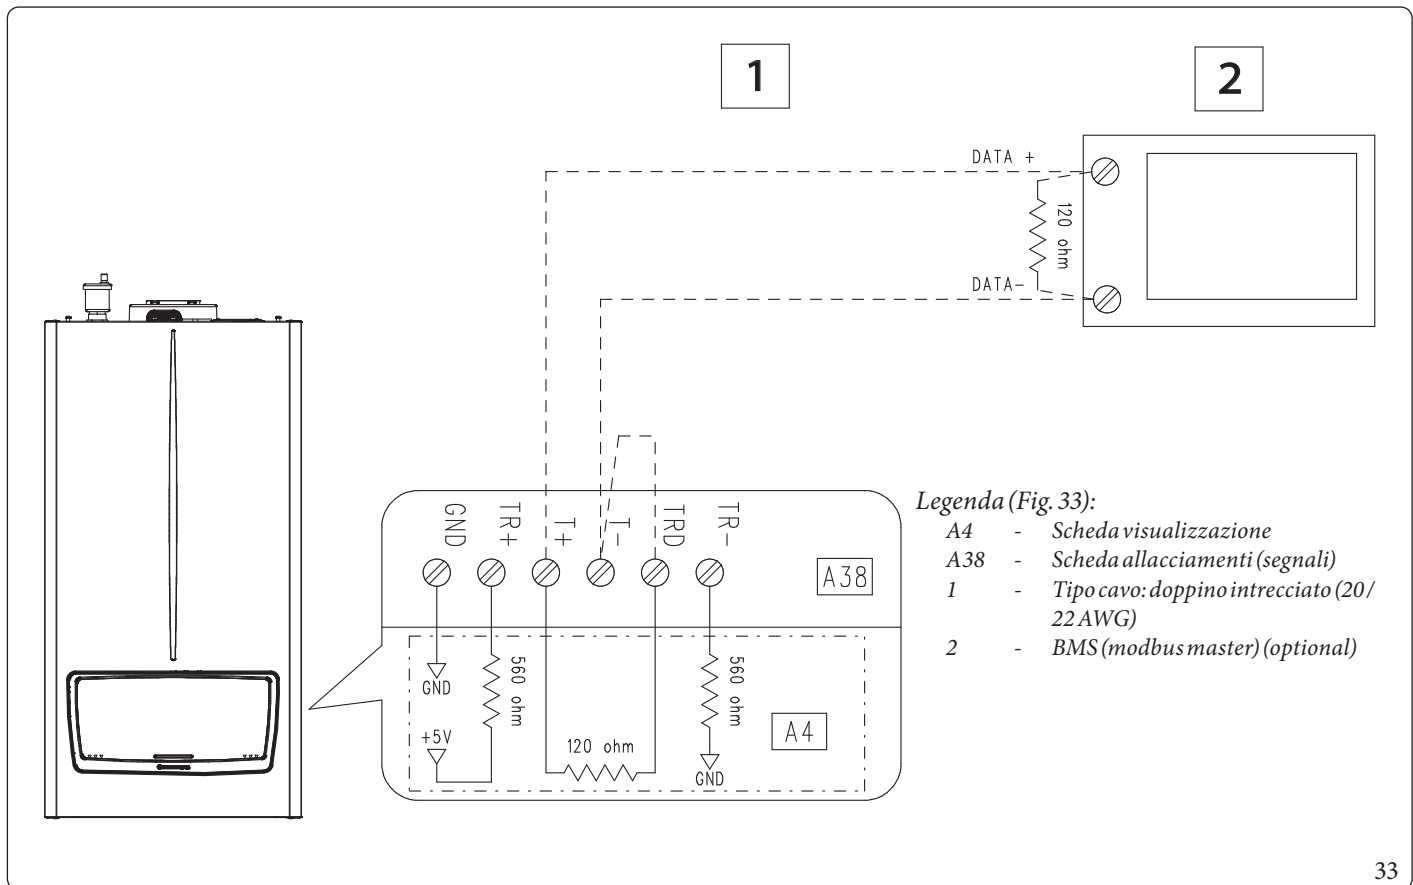 1
2
DATA +
120 ohm
DATA-
GND
TR+
T+
T-
TRD
TR-
A38
GND
560 ohm
+5V
120 ohm
560 ohm
GND
A4
Legenda (Fig. 33):
A4 - Scheda visualizzazione
A38 - Scheda allacciamenti (segnali)
1 - Tipo cavo: doppino intrecciato (20/
22 AWG)
2 - BMS (modbus master) (optional)
33